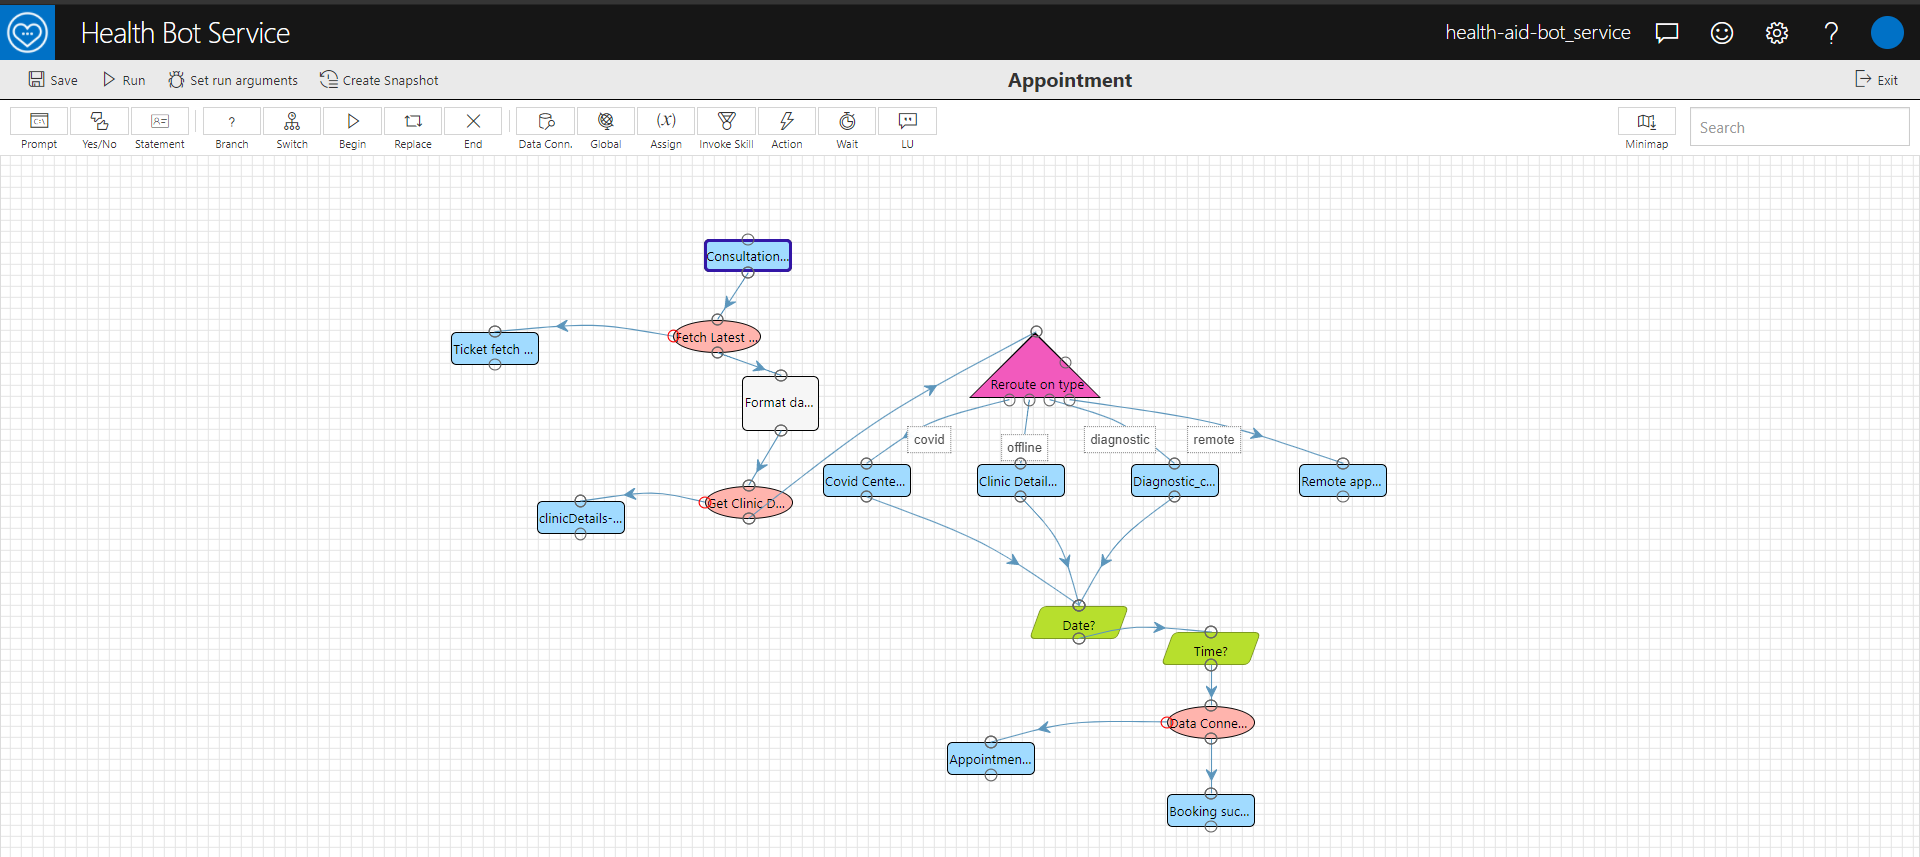 Health Bot Service
health-aid-bot_service
Save
Run
Set run arguments
Create Snapshot
Appointment
Exit
C:\
?
(x)
Prompt
Yes/No
Statement
Branch
Switch
Begin
Replace
End
Data Conn.
Global
Assign
Invoke Skill
Action
Wait
LU
Minimap
Search
Consultation...
Fetch Latest ...
Ticket fetch ...
Format da...
Reroute on type
covid
offline
diagnostic
remote
Get Clinic D...
clinicDetails-...
Covid Cente...
Clinic Detail...
Diagnostic_c...
Remote app...
Date?
Time?
Data Conne...
Appointmen...
Booking suc...